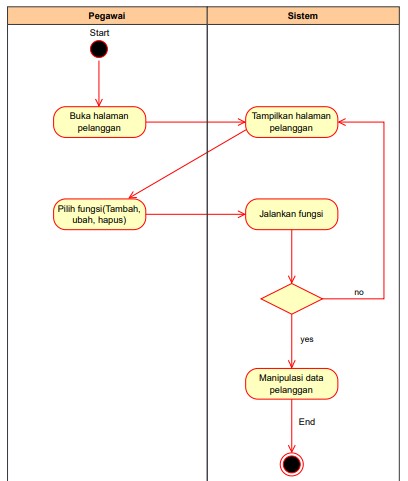 Pegawai
Sistem
Start
Buka halaman
pelanggan
Tampilkan halaman
pelanggan
Pilih fungsi(Tambah,
ubah, hapus)
Jalankan fungsi
no
yes
Manipulasi data
pelanggan
End